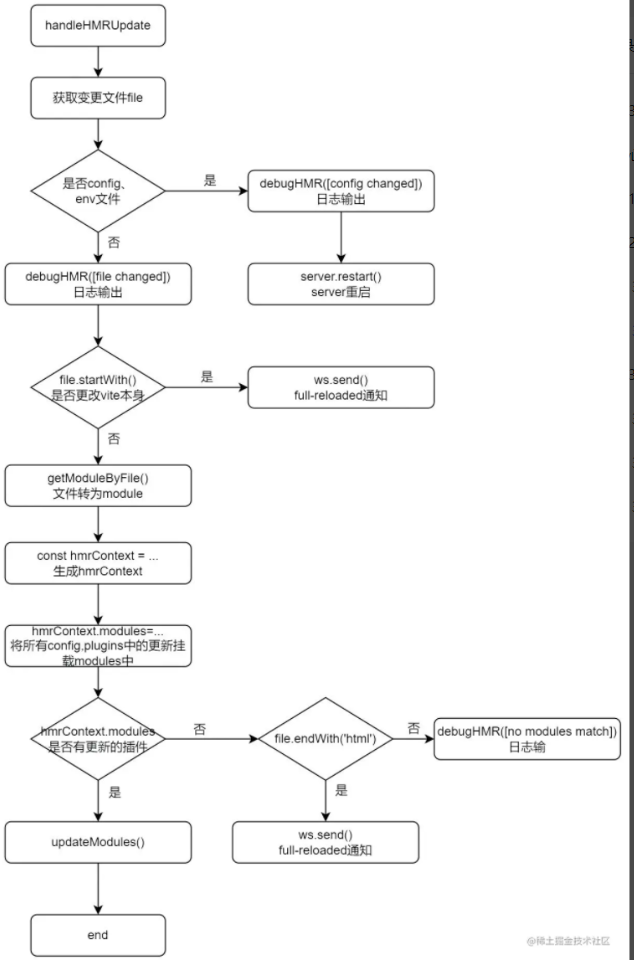 handleHMRUpdate
获取变更文件file
是否config、
env文件
是
debugHMR([config changed])
日志输出
否
debugHMR([file changed])
日志输出
server.restart()
server重启
file.startWith()
是否更改vite本身
是
ws.send()
full-reloaded通知
否
getModuleByFile()
文件转为module
const hmrContext = ...
生成hmrContext
hmrContext.modules=...
将所有config,plugins中的更新挂
载modules中
hmrContext.modules
是否有更新的插件
否
file.endWith('html')
否
debugHMR([no modules match])
日志输
是
是
updateModules()
ws.send()
full-reloaded通知
end
@稀土掘金技术社区